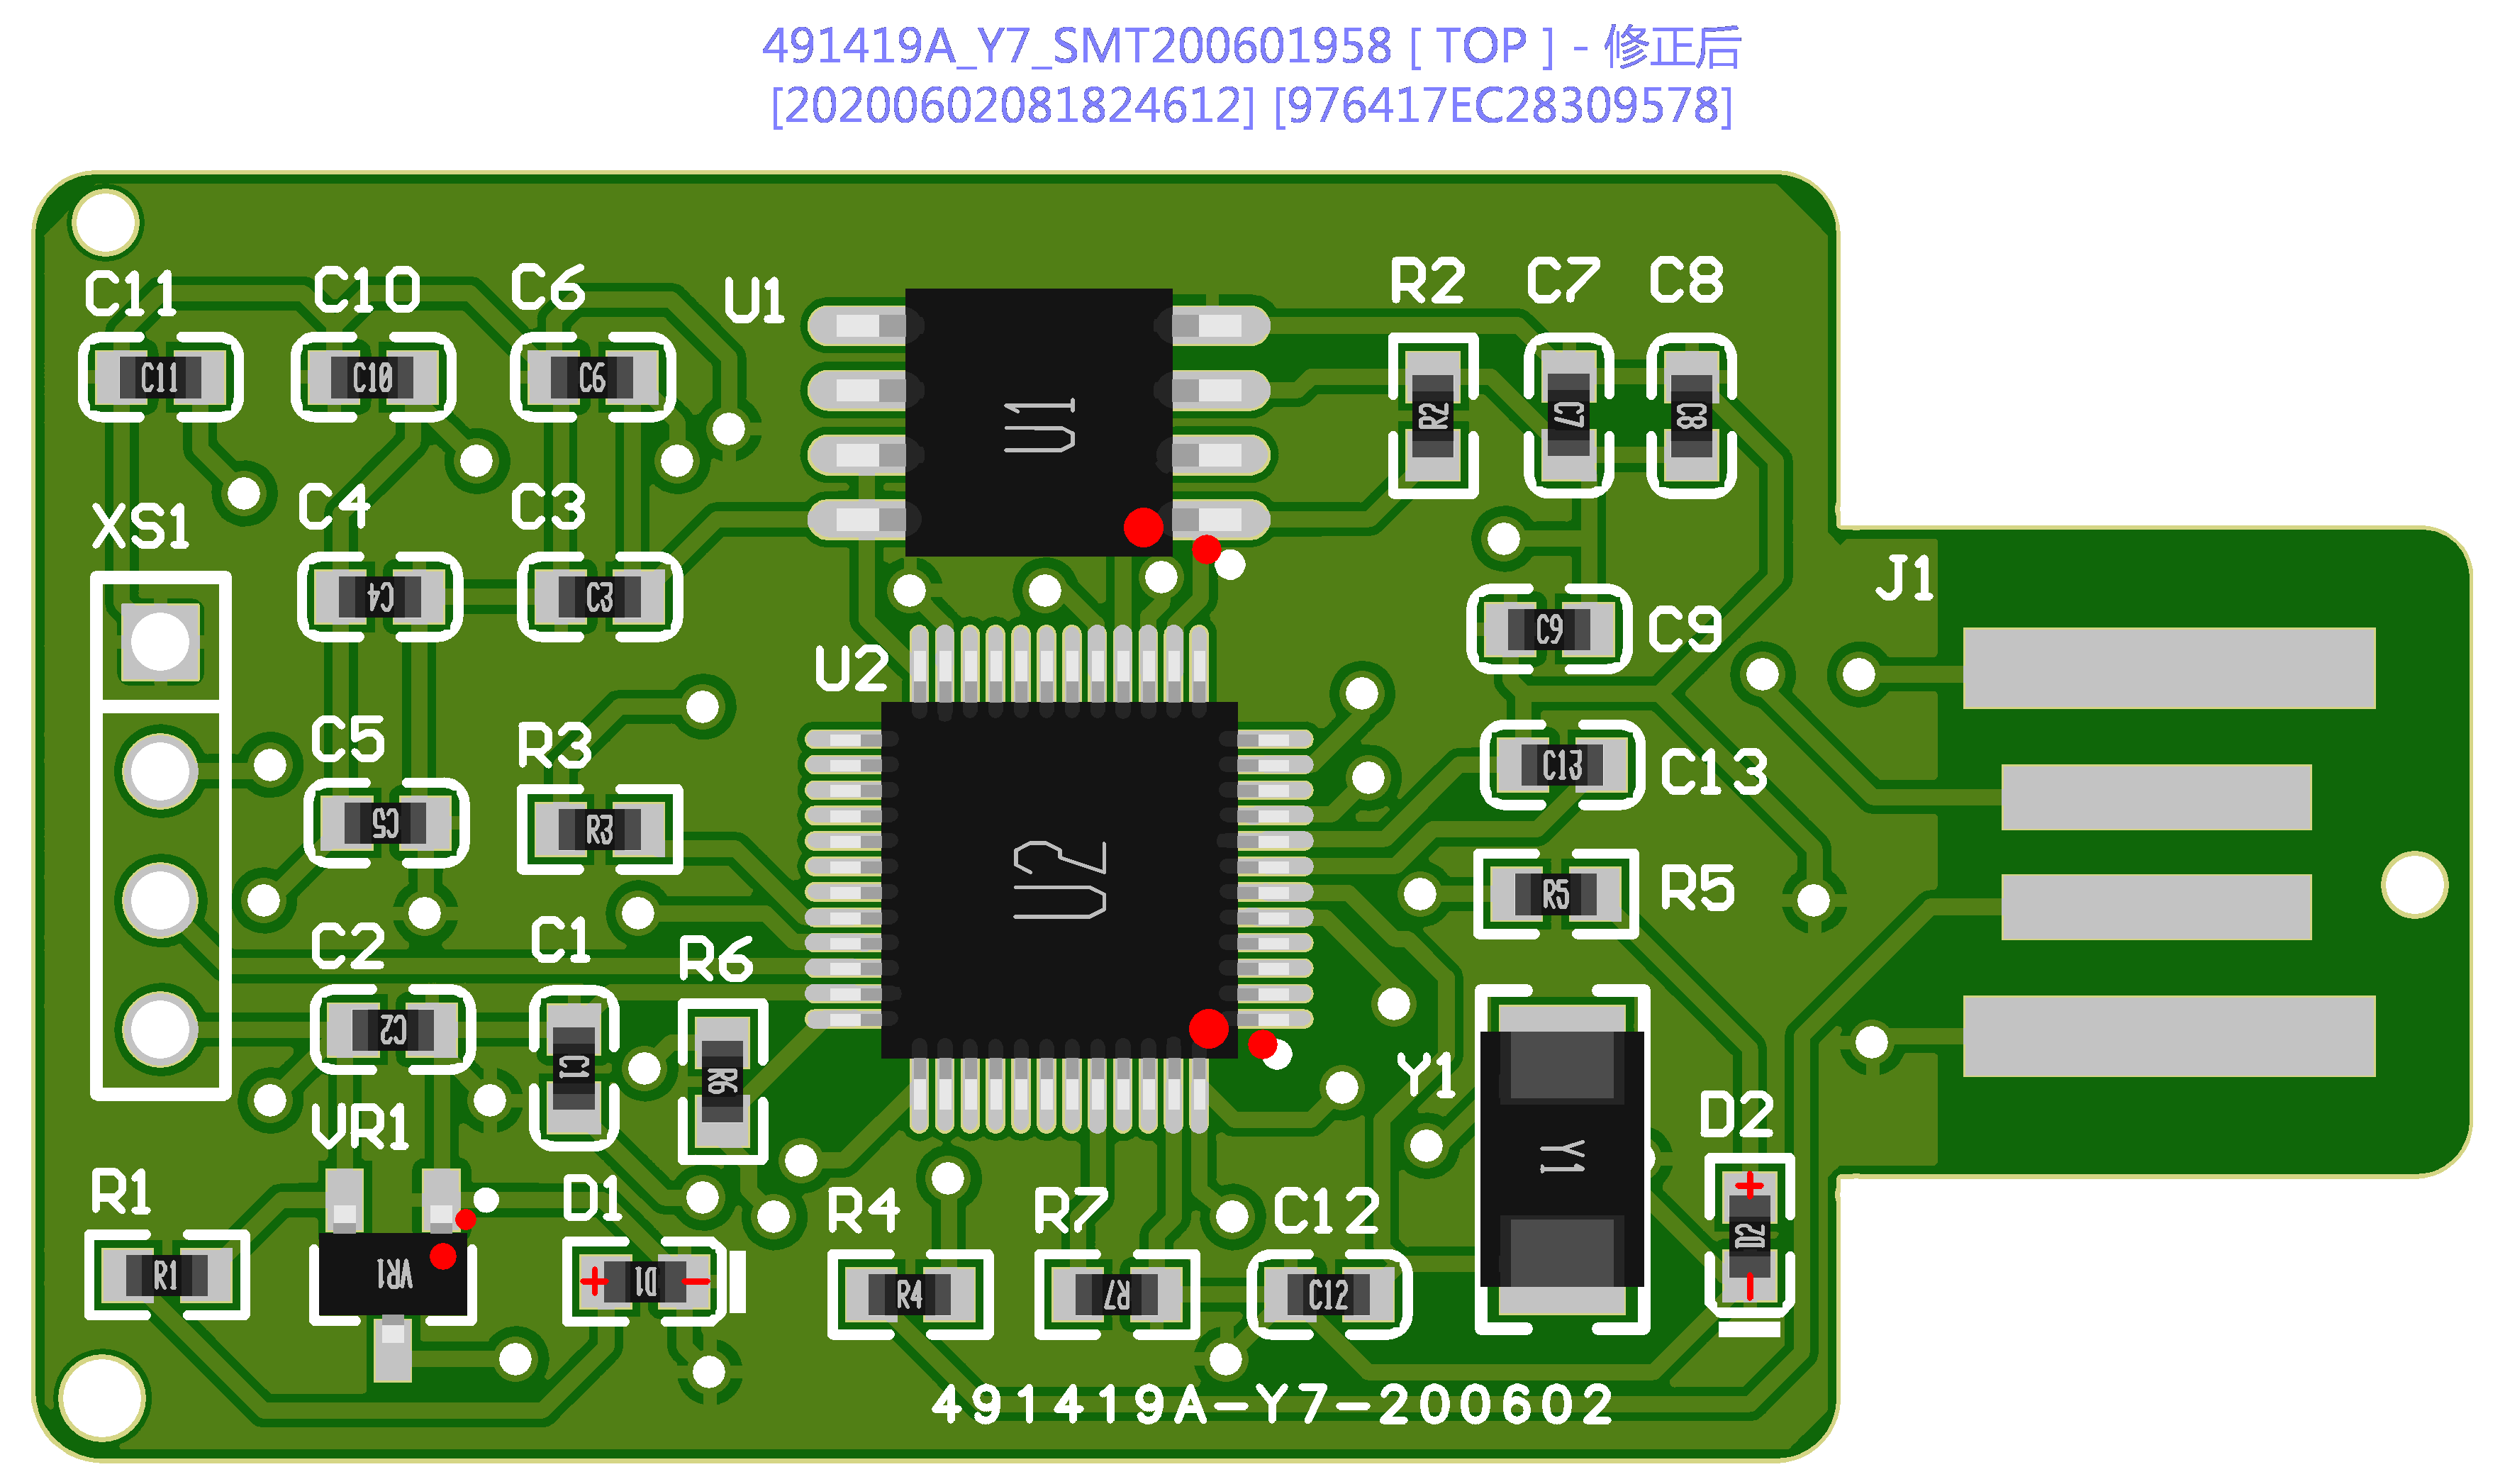 491419A_Y7_SMT200601958 [ TOP ] - 修正后
[20200602081824612] [976417EC28309578]
C11 C10 C6 U1 R2 C7 C8
C11 C10 C6 U1 R2 C7 C8
XS1 C4 C3 J1
C4 C3 C9 C9
U2
C5 R3 C13 C13
C5 R3 U2 R5 R5
C2 C1 R6
C2 C1 R6 Y1 D2
VR1 Y1
R1 D1 R4 R7 C12
R1 VR1 + D1 - R4 R7 C12 + D2 -
491419A-Y7-200602